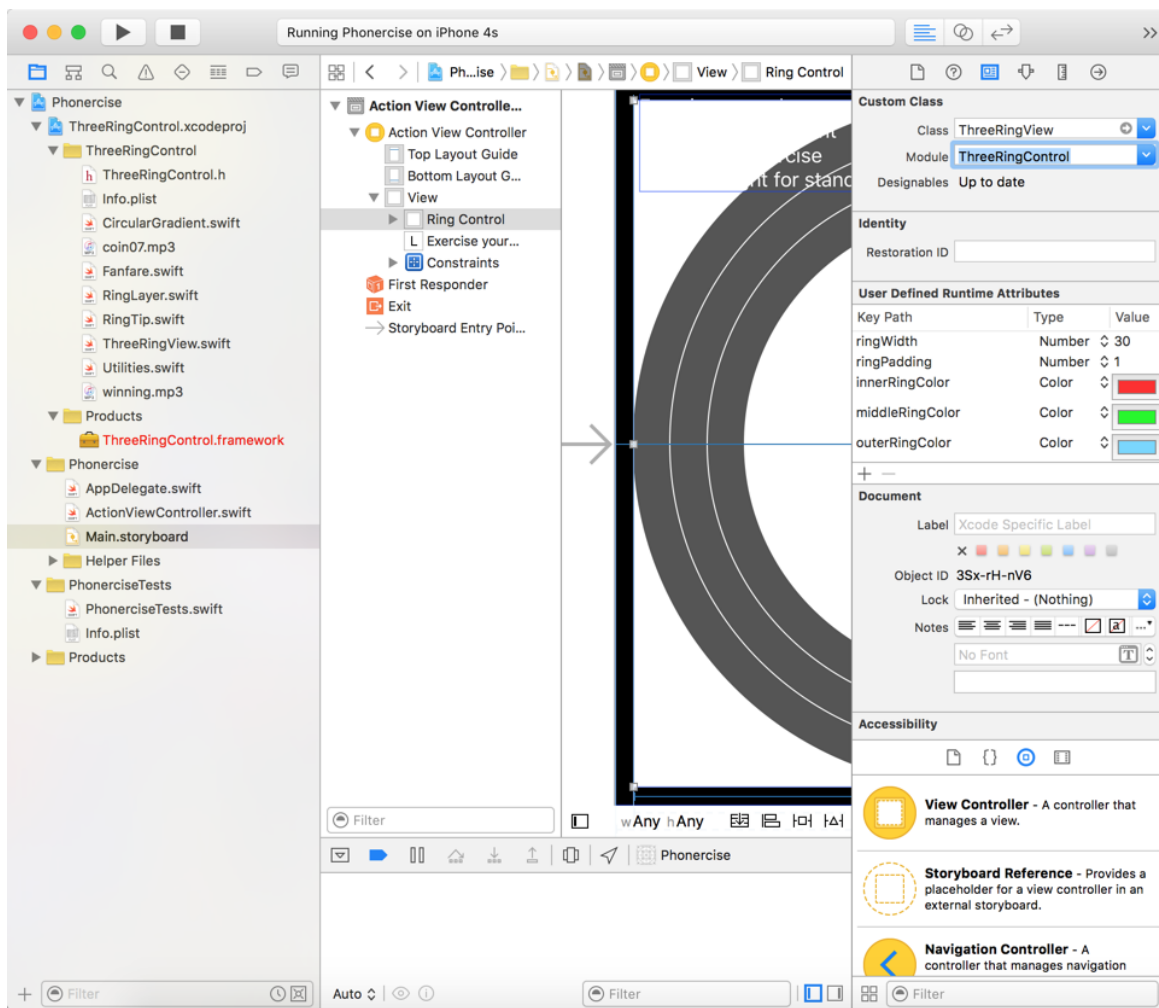 Running Phonercise on iPhone 4s
Ph...ise
View
Ring Control
Phonercise
ThreeRingControl.xcodeproj
ThreeRingControl
ThreeRingControl.h
Info.plist
CircularGradient.swift
coin07.mp3
Fanfare.swift
RingLayer.swift
RingTip.swift
ThreeRingView.swift
Utilities.swift
winning.mp3
Products
ThreeRingControl.framework
Phonercise
AppDelegate.swift
ActionViewController.swift
Main.storyboard
Helper Files
PhonerciseTests
PhonerciseTests.swift
Info.plist
Products
Filter
Action View Controlle...
Action View Controller
Top Layout Guide
Bottom Layout G...
View
Ring Control
L Exercise your...
Constraints
First Responder
Exit
Storyboard Entry Poi...
Filter
cise
nt for stand
wAny hAny
Phonercise
Auto
Filter
Custom Class
Class ThreeRingView
Module ThreeRingControl
Designables Up to date
Identity
Restoration ID
User Defined Runtime Attributes
Key Path Type Value
ringWidth Number 30
ringPadding Number 1
innerRingColor Color
middleRingColor Color
outerRingColor Color
Document
Label Xcode Specific Label
Object ID 3Sx-rH-nV6
Lock Inherited - (Nothing)
Notes
No Font
Accessibility
View Controller - A controller that
manages a view.
Storyboard Reference - Provides a
placeholder for a view controller in an
external storyboard.
Navigation Controller - A
controller that manages navigation
Filter